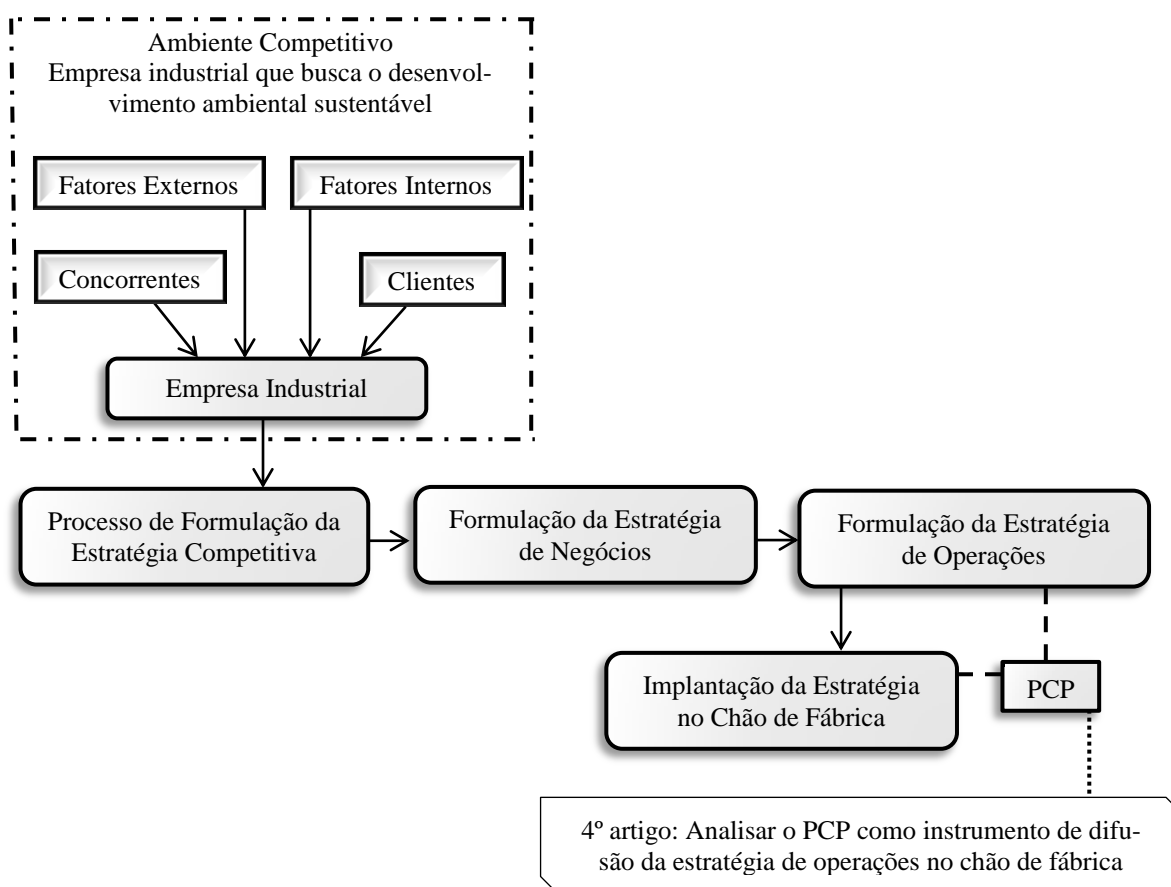 Ambiente Competitivo
Empresa industrial que busca o desenvol-
vimento ambiental sustentável
Fatores Externos
Fatores Internos
Concorrentes
Clientes
Empresa Industrial
Processo de Formulação da
Estratégia Competitiva
Formulação da Estratégia
de Negócios
Formulação da Estratégia
de Operações
Implantação da Estratégia
no Chão de Fábrica
PCP
4º artigo: Analisar o PCP como instrumento de difu-
são da estratégia de operações no chão de fábrica